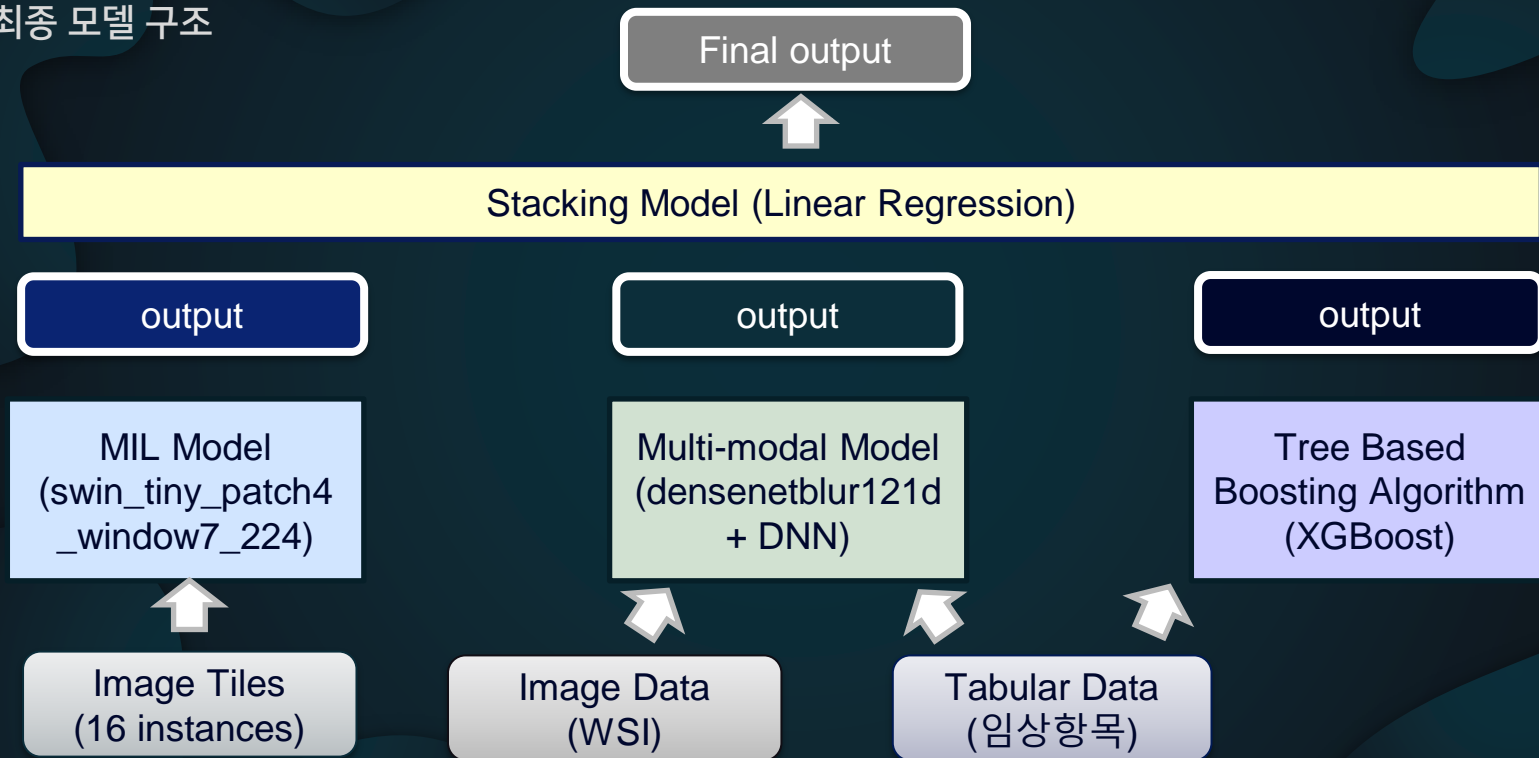 최종 모델 구조
Final output
Stacking Model (Linear Regression)
output
output
output
MIL Model
(swin_tiny_patch4
_window7_224)
Multi-modal Model
(densenetblur121d
+ DNN)
Tree Based
Boosting Algorithm
(XGBoost)
Image Tiles
(16 instances)
Image Data
(WSI)
Tabular Data
(임상항목)